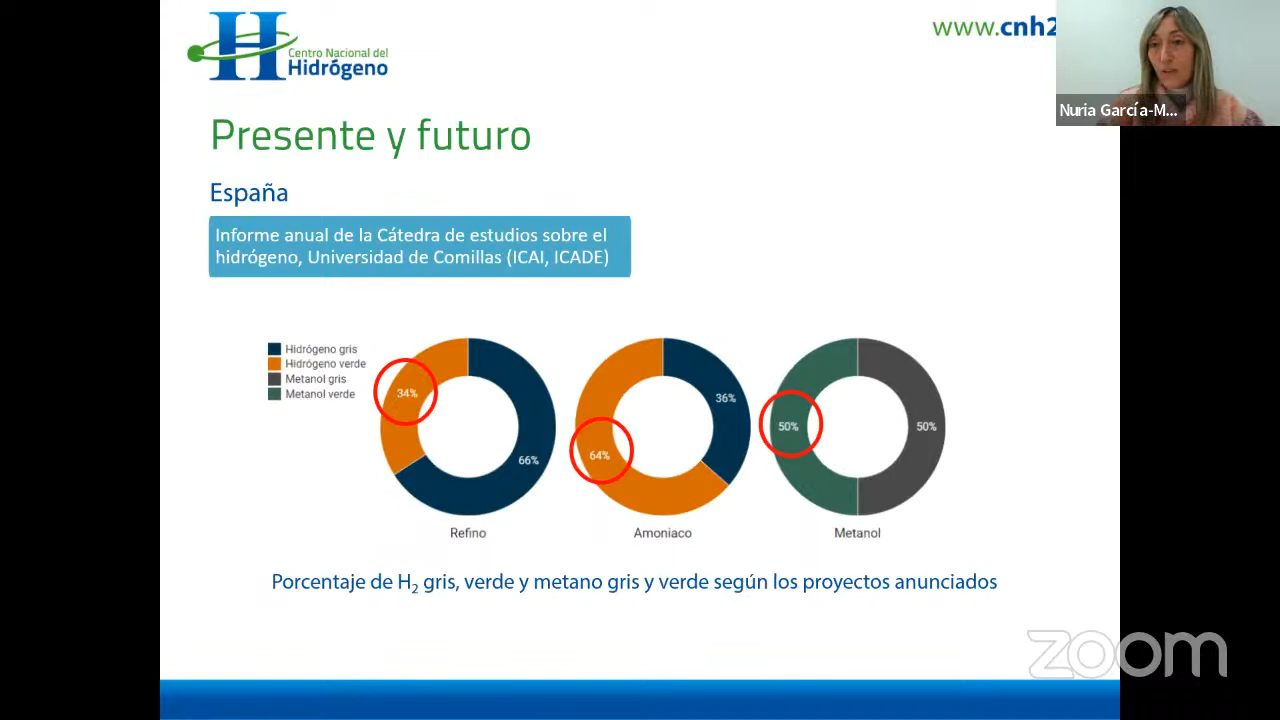 Centro Nacional del
Hidrógeno
www.cnh2
Nuria García-M...
Presente y futuro
España
Informe anual de la Cátedra de estudios sobre el
hidrógeno, Universidad de Comillas (ICAI, ICADE)
Hidrógeno gris
Hidrógeno verde
Metanol gris
Metanol verde
34%
66%
Refino
36%
64%
Amoniaco
50%
50%
Metanol
Porcentaje de H₂ gris, verde y metano gris y verde según los proyectos anunciados
zoom